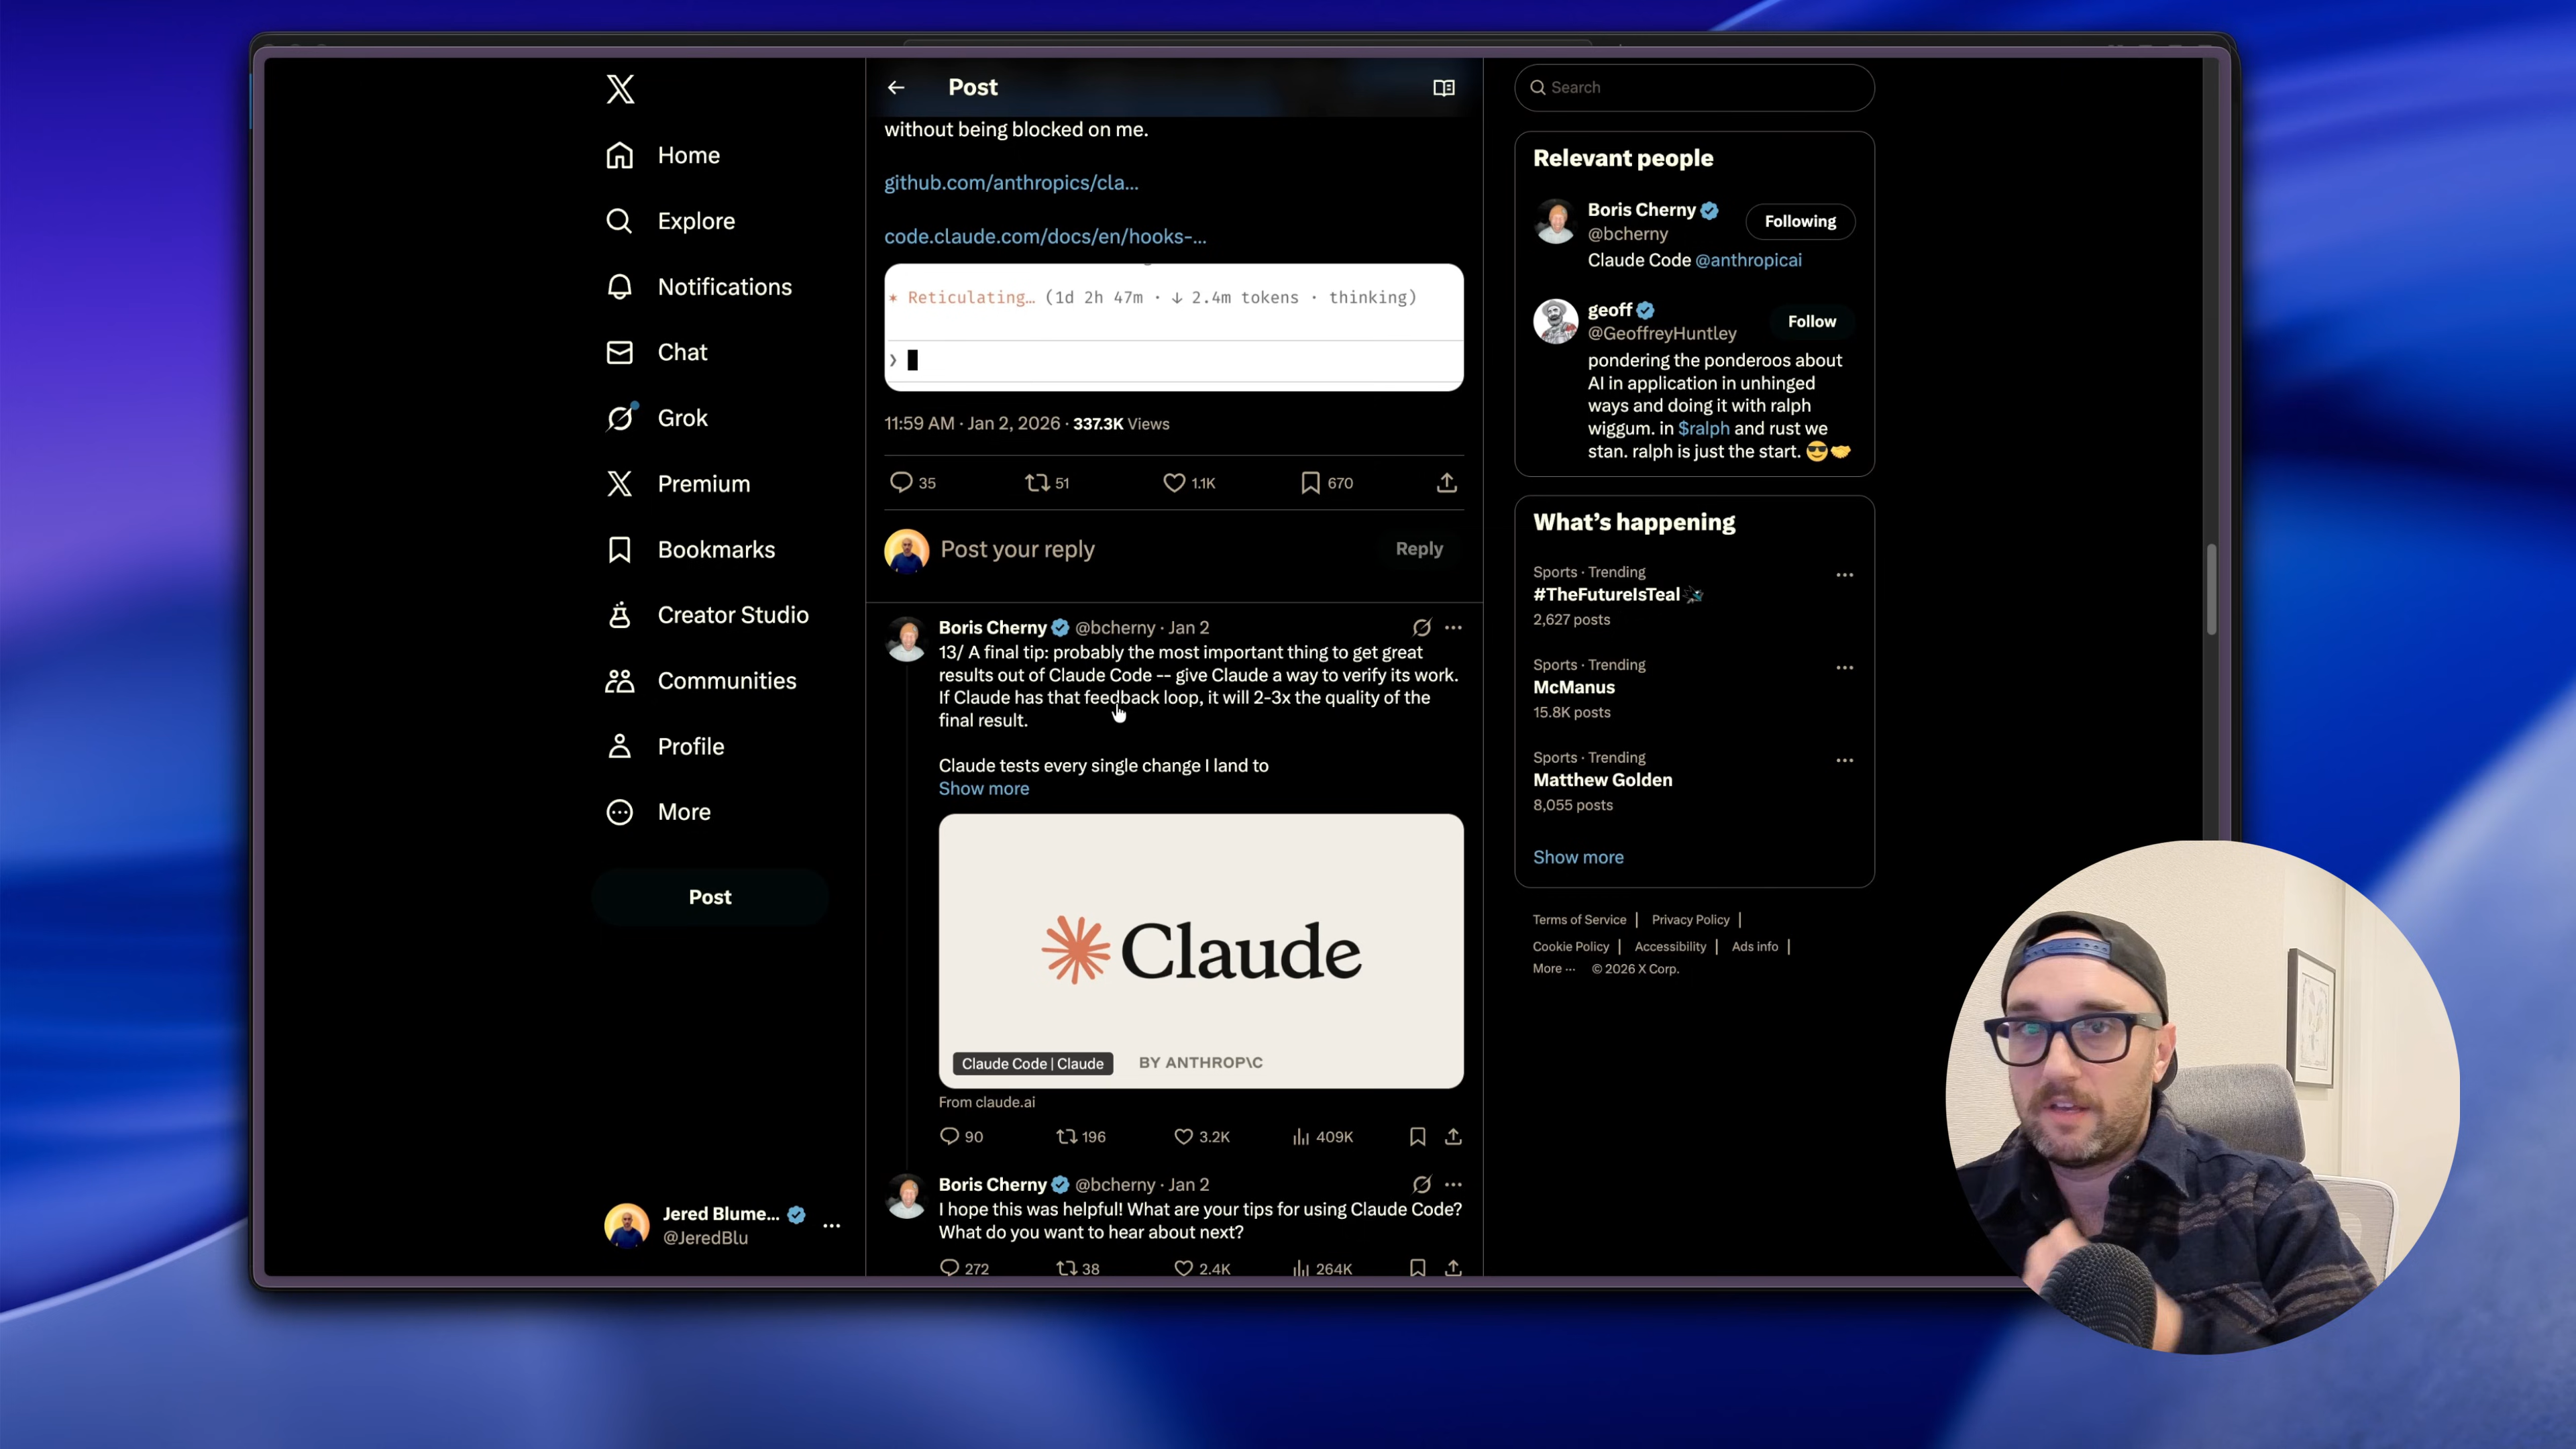 Home
Explore
Notifications
Chat
Grok
Premium
Bookmarks
Creator Studio
Communities
Profile
More
Post
Jered Blume...
@JeredBlu
Post
without being blocked on me.
github.com/anthropics/cla...
code.claude.com/docs/en/hooks-...
✶ Reticulating… (1d 2h 47m · ↓ 2.4m tokens · thinking)
❯
11:59 AM · Jan 2, 2026 · 337.3K Views
35 51 1.1K 670
Post your reply
Reply
Boris Cherny @bcherny · Jan 2
13/ A final tip: probably the most important thing to get great
results out of Claude Code -- give Claude a way to verify its work.
If Claude has that feedback loop, it will 2-3x the quality of the
final result.
Claude tests every single change I land to
Show more
Claude
Claude Code | Claude
BY ANTHROP\C
From claude.ai
90 196 3.2K 409K
Boris Cherny @bcherny · Jan 2
I hope this was helpful! What are your tips for using Claude Code?
What do you want to hear about next?
272 38 2.4K 264K
Search
Relevant people
Boris Cherny
@bcherny
Following
Claude Code @anthropicai
geoff
@GeoffreyHuntley
Follow
pondering the ponderoos about
AI in application in unhinged
ways and doing it with ralph
wiggum. in $ralph and rust we
stan. ralph is just the start. 😎🤝
What's happening
Sports · Trending
#TheFutureIsTeal
2,627 posts
Sports · Trending
McManus
15.8K posts
Sports · Trending
Matthew Golden
8,055 posts
Show more
Terms of Service | Privacy Policy |
Cookie Policy | Accessibility | Ads info |
More ··· © 2026 X Corp.